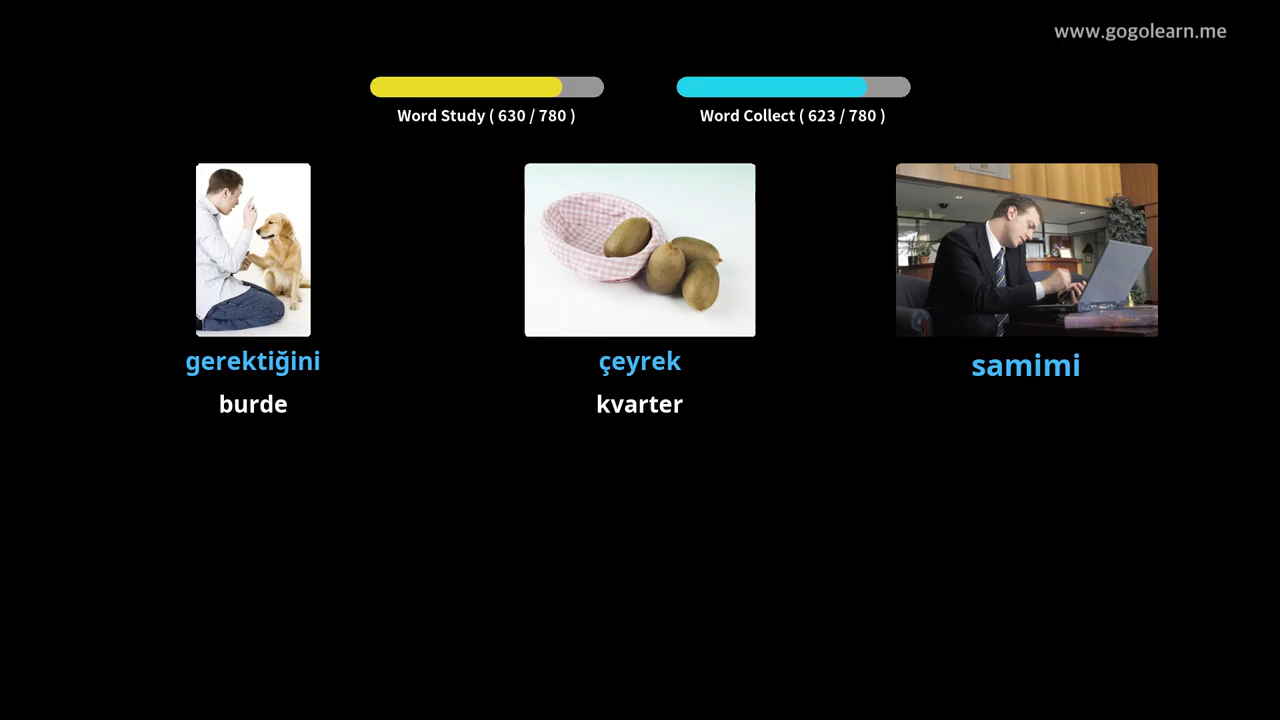 www.gogolearn.me
Word Study ( 630 / 780 )
Word Collect ( 623 / 780 )
gerektiğini
burde
çeyrek
kvarter
samimi